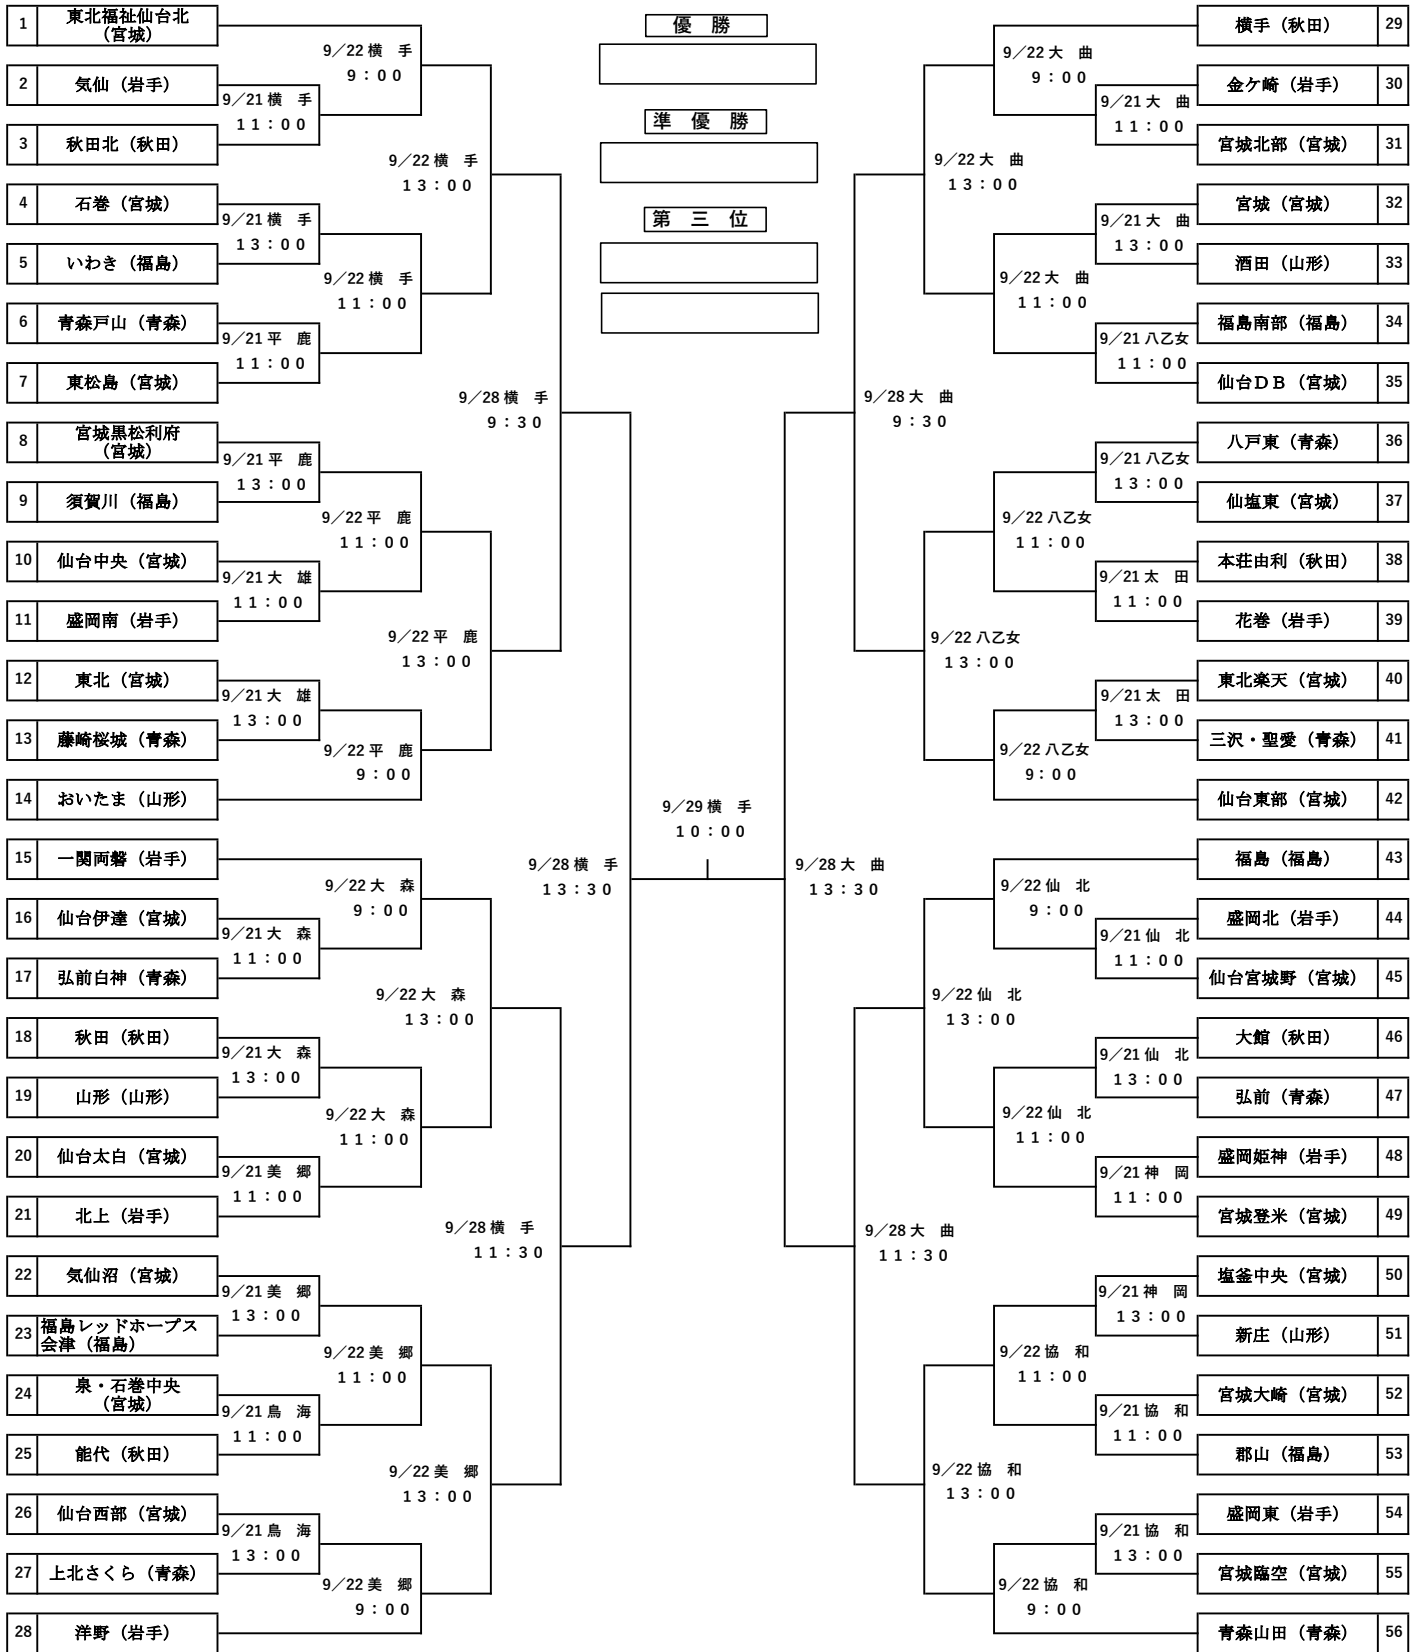 優　勝
準　優　勝
第　三　位
1 東北福祉仙台北
（宮城）
2 気仙（岩手）
3 秋田北（秋田）
4 石巻（宮城）
5 いわき（福島）
6 青森戸山（青森）
7 東松島（宮城）
8 宮城黒松利府
（宮城）
9 須賀川（福島）
10 仙台中央（宮城）
11 盛岡南（岩手）
12 東北（宮城）
13 藤崎桜城（青森）
14 おいたま（山形）
15 一関両磐（岩手）
16 仙台伊達（宮城）
17 弘前白神（青森）
18 秋田（秋田）
19 山形（山形）
20 仙台太白（宮城）
21 北上（岩手）
22 気仙沼（宮城）
23 福島レッドホープス
会津（福島）
24 泉・石巻中央
（宮城）
25 能代（秋田）
26 仙台西部（宮城）
27 上北さくら（青森）
28 洋野（岩手）
9／21 横　手
11：00
9／21 横　手
13：00
9／21 平　鹿
11：00
9／21 平　鹿
13：00
9／21 大　雄
11：00
9／21 大　雄
13：00
9／21 大　森
11：00
9／21 大　森
13：00
9／21 美　郷
11：00
9／21 美　郷
13：00
9／21 鳥　海
11：00
9／21 鳥　海
13：00
9／22 横　手
9：00
9／22 横　手
11：00
9／22 平　鹿
11：00
9／22 平　鹿
9：00
9／22 大　森
9：00
9／22 大　森
11：00
9／22 美　郷
11：00
9／22 美　郷
9：00
9／22 横　手
13：00
9／22 平　鹿
13：00
9／22 大　森
13：00
9／22 美　郷
13：00
9／28 横　手
9：30
9／28 横　手
11：30
9／28 横　手
13：30
9／29 横　手
10：00
9／28 大　曲
13：30
9／28 大　曲
9：30
9／28 大　曲
11：30
9／22 大　曲
13：00
9／22 八乙女
13：00
9／22 仙　北
13：00
9／22 協　和
13：00
9／22 大　曲
9：00
9／22 大　曲
11：00
9／22 八乙女
11：00
9／22 八乙女
9：00
9／22 仙　北
9：00
9／22 仙　北
11：00
9／22 協　和
11：00
9／22 協　和
9：00
9／21 大　曲
11：00
9／21 大　曲
13：00
9／21 八乙女
11：00
9／21 八乙女
13：00
9／21 太　田
11：00
9／21 太　田
13：00
9／21 仙　北
11：00
9／21 仙　北
13：00
9／21 神　岡
11：00
9／21 神　岡
13：00
9／21 協　和
11：00
9／21 協　和
13：00
横手（秋田） 29
金ケ崎（岩手） 30
宮城北部（宮城） 31
宮城（宮城） 32
酒田（山形） 33
福島南部（福島） 34
仙台ＤＢ（宮城） 35
八戸東（青森） 36
仙塩東（宮城） 37
本荘由利（秋田） 38
花巻（岩手） 39
東北楽天（宮城） 40
三沢・聖愛（青森） 41
仙台東部（宮城） 42
福島（福島） 43
盛岡北（岩手） 44
仙台宮城野（宮城） 45
大館（秋田） 46
弘前（青森） 47
盛岡姫神（岩手） 48
宮城登米（宮城） 49
塩釜中央（宮城） 50
新庄（山形） 51
宮城大崎（宮城） 52
郡山（福島） 53
盛岡東（岩手） 54
宮城臨空（宮城） 55
青森山田（青森） 56